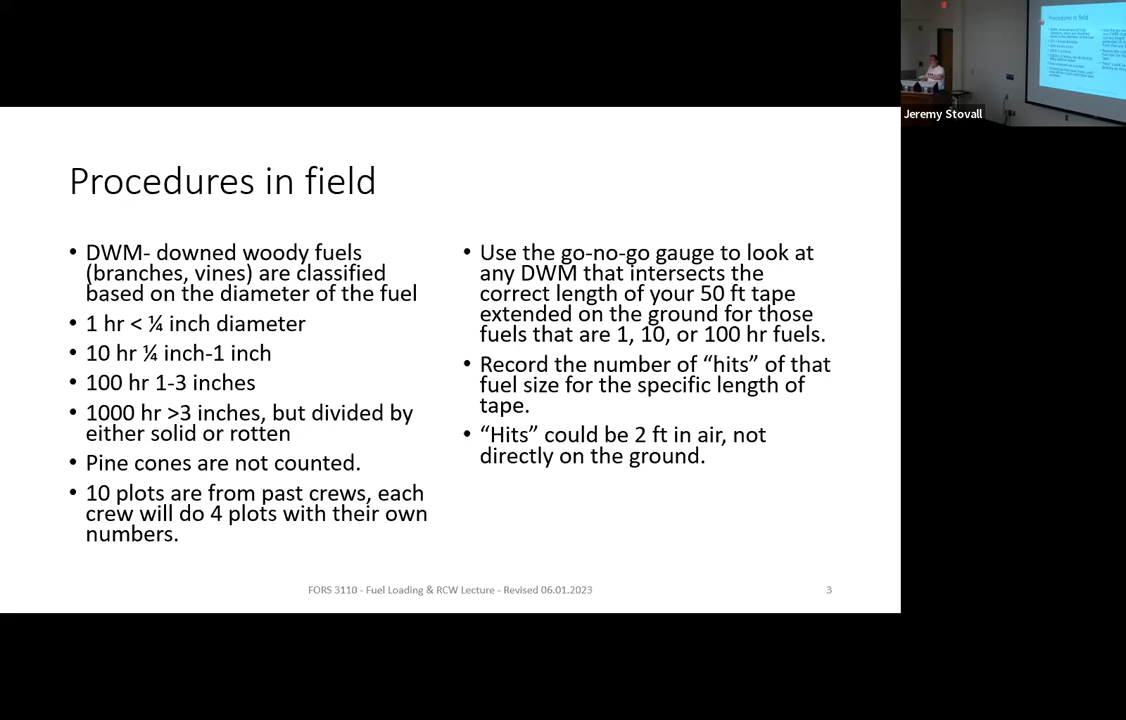 Procedures in field
• DWM- downed woody fuels
(branches, vines) are classified
based on the diameter of the fuel
• 1 hr < ¼ inch diameter
• 10 hr ¼ inch-1 inch
• 100 hr 1-3 inches
• 1000 hr >3 inches, but divided by
either solid or rotten
• Pine cones are not counted.
• 10 plots are from past crews, each
crew will do 4 plots with their own
numbers.
• Use the go-no-go gauge to look at
any DWM that intersects the
correct length of your 50 ft tape
extended on the ground for those
fuels that are 1, 10, or 100 hr fuels.
• Record the number of “hits” of that
fuel size for the specific length of
tape.
• “Hits” could be 2 ft in air, not
directly on the ground.
FORS 3110 - Fuel Loading & RCW Lecture - Revised 06.01.2023
3
Procedures in field
Jeremy Stovall